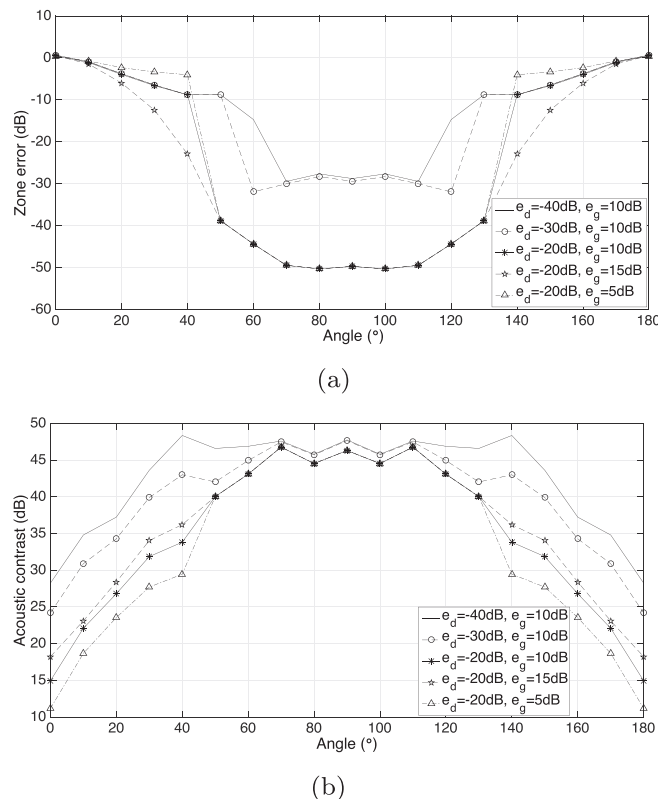 10
0
-10
-20
-30
-40
-50
-60
Zone error (dB)
0 20 40 60 80 100 120 140 160 180
Angle (°)
e_d=-40dB, e_g=10dB
e_d=-30dB, e_g=10dB
e_d=-20dB, e_g=10dB
e_d=-20dB, e_g=15dB
e_d=-20dB, e_g=5dB
(a)
50
45
40
35
30
25
20
15
10
Acoustic contrast (dB)
0 20 40 60 80 100 120 140 160 180
Angle (°)
e_d=-40dB, e_g=10dB
e_d=-30dB, e_g=10dB
e_d=-20dB, e_g=10dB
e_d=-20dB, e_g=15dB
e_d=-20dB, e_g=5dB
(b)